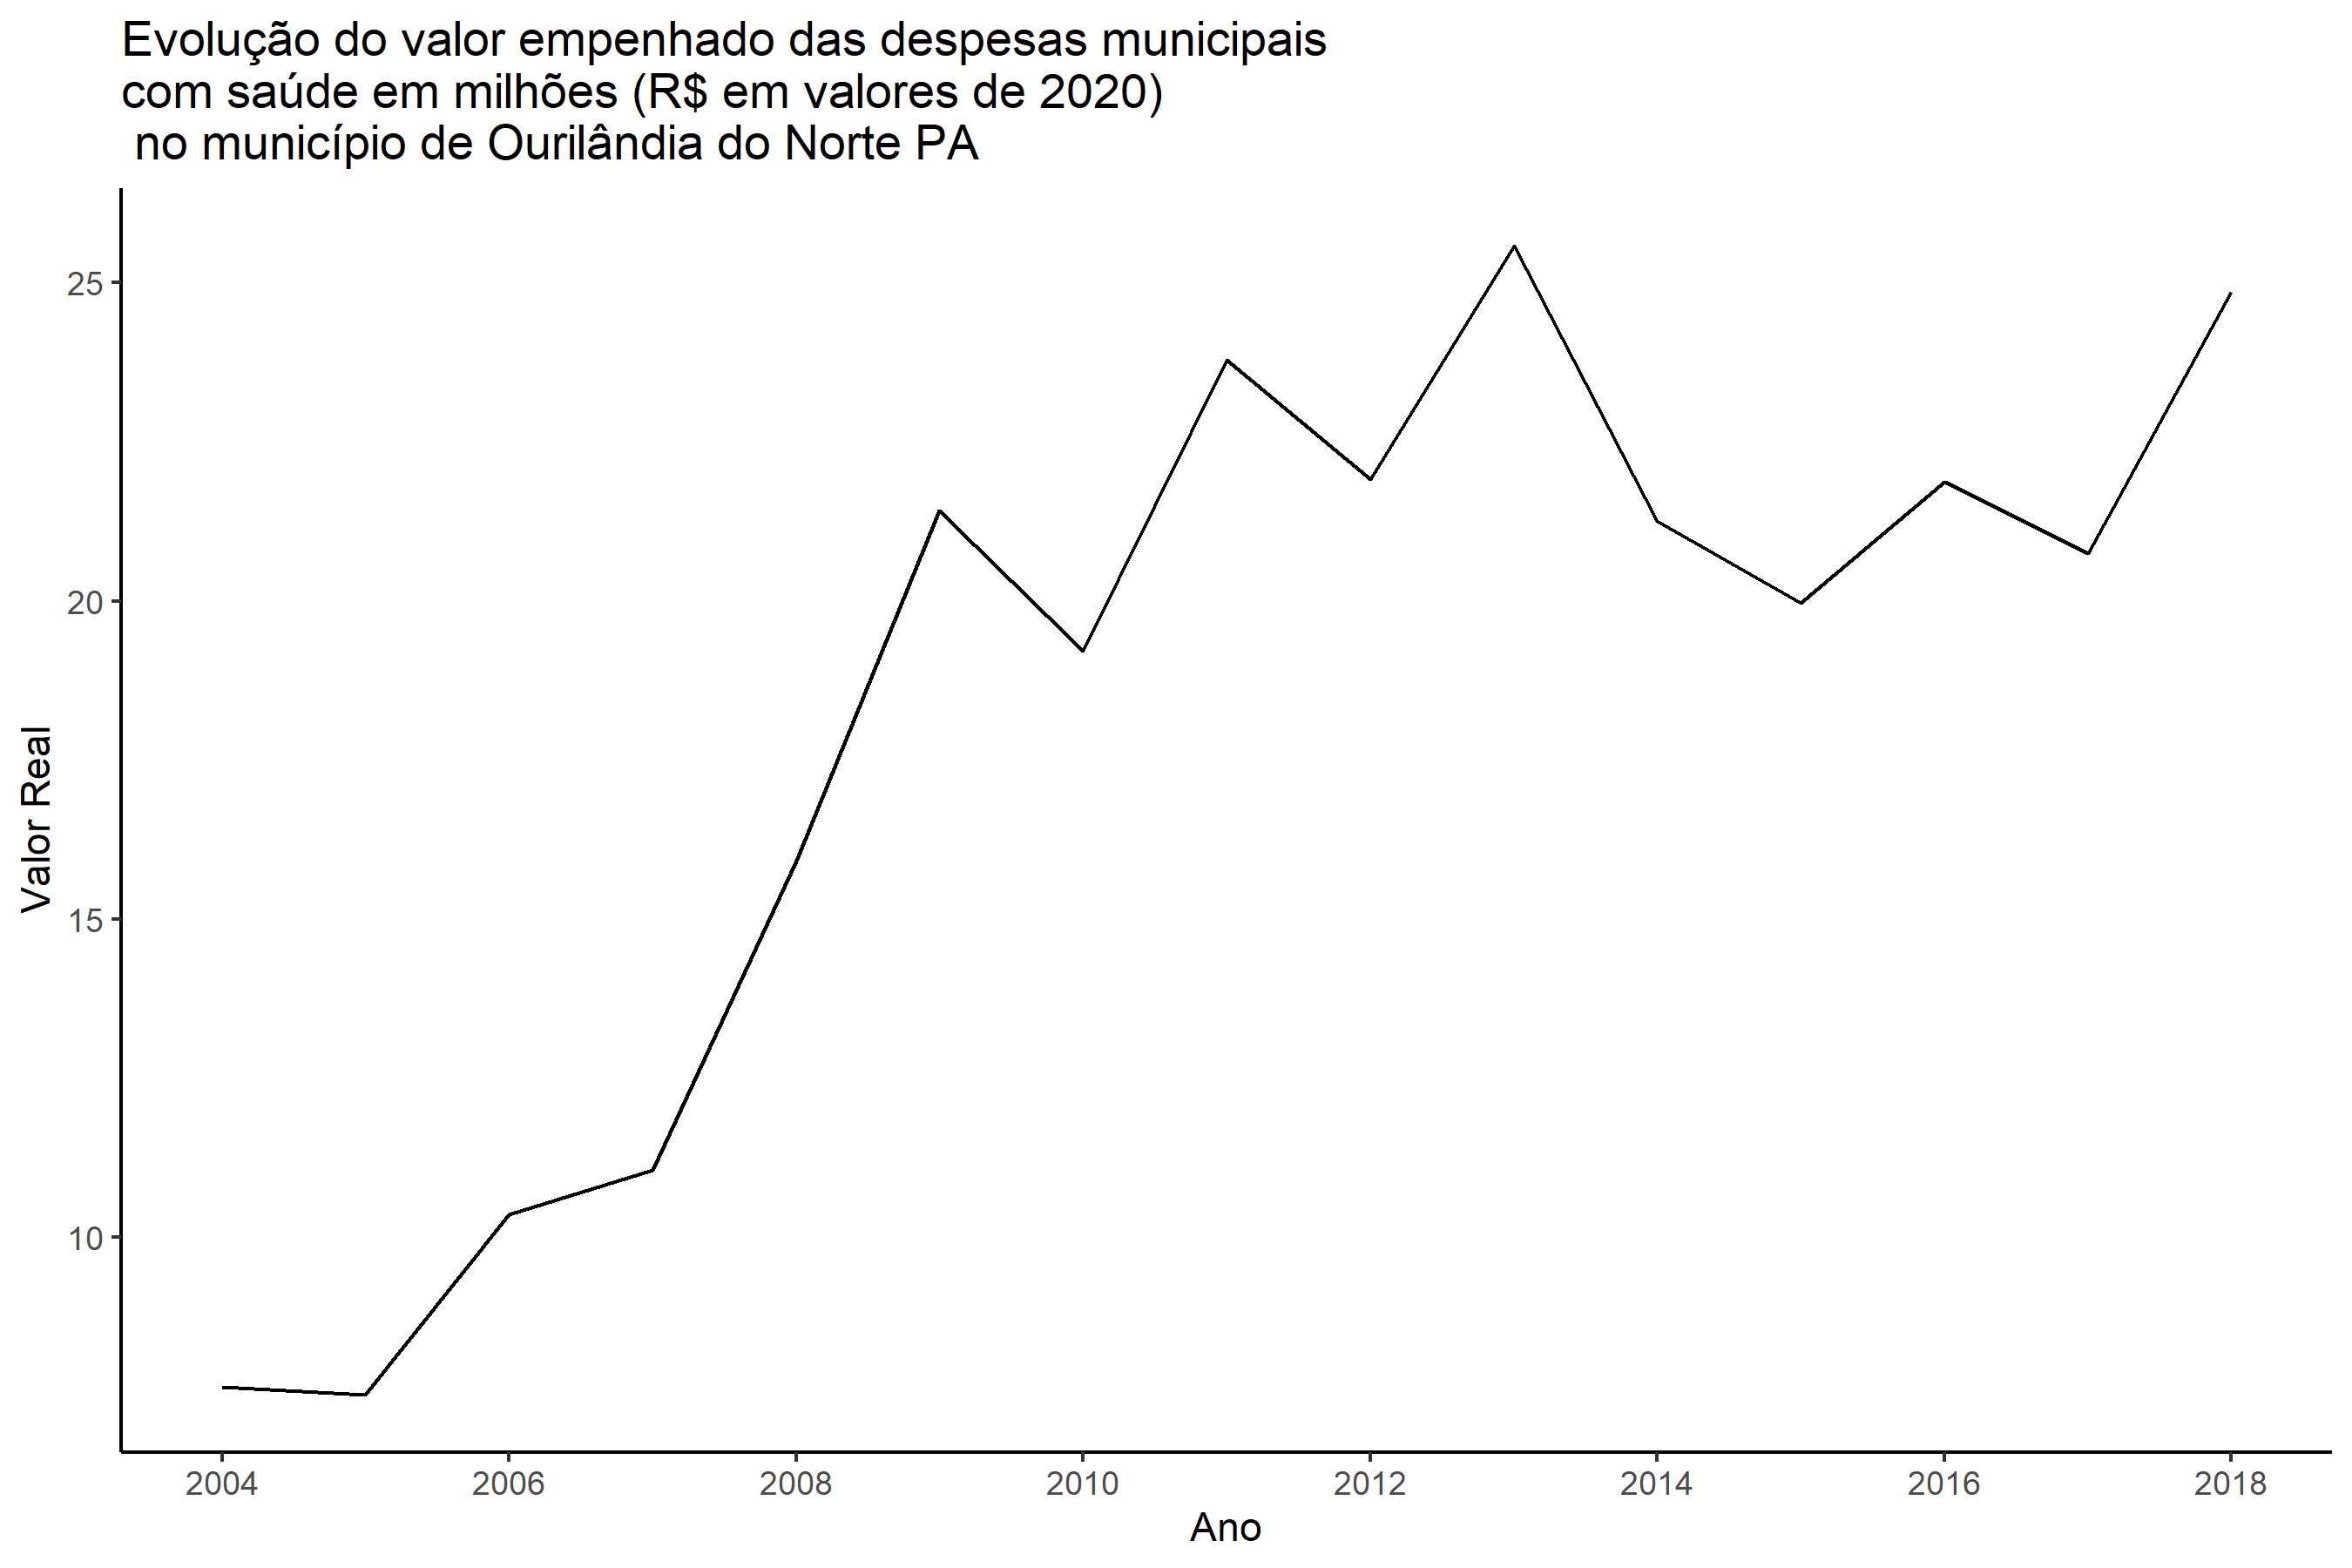 Evolução do valor empenhado das despesas municipais
com saúde em milhões (R$ em valores de 2020)
no município de Ourilândia do Norte PA
Valor Real
25
20
15
10
2004 2006 2008 2010 2012 2014 2016 2018
Ano